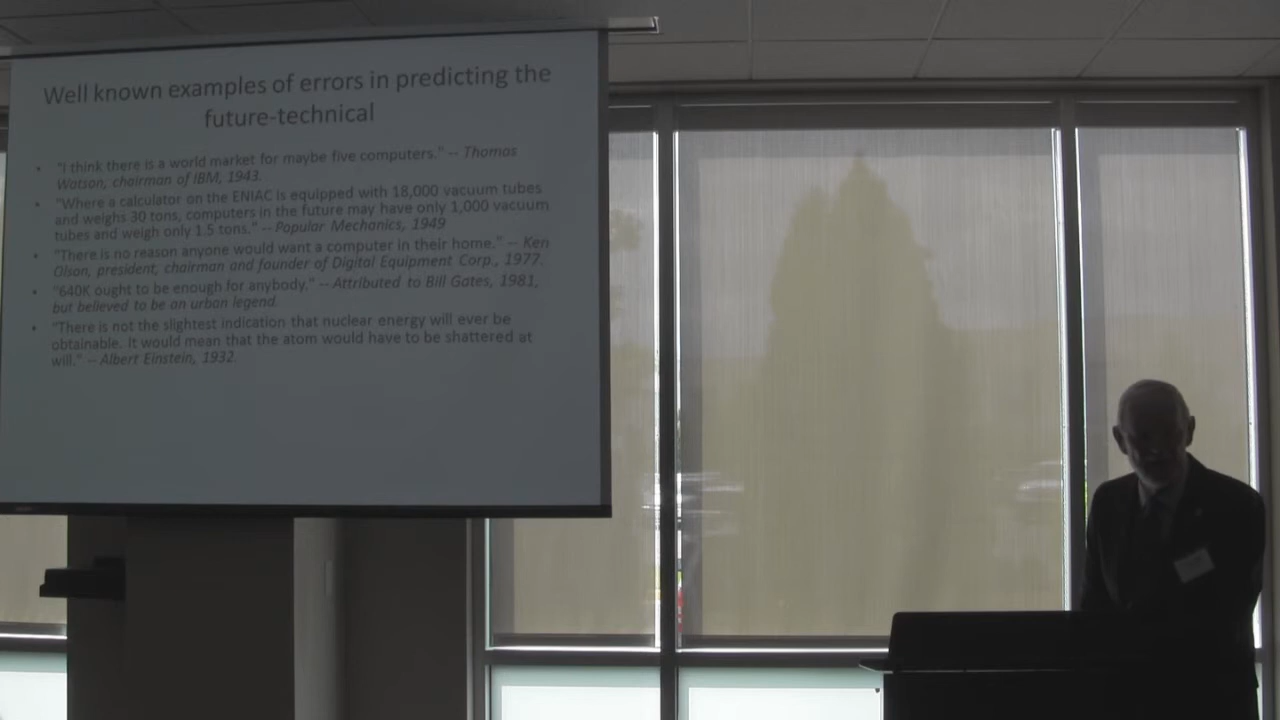 Well known examples of errors in predicting the
future-technical
• "I think there is a world market for maybe five computers." -- Thomas
Watson, chairman of IBM, 1943.
• "Where a calculator on the ENIAC is equipped with 18,000 vacuum tubes
and weighs 30 tons, computers in the future may have only 1,000 vacuum
tubes and weigh only 1.5 tons." -- Popular Mechanics, 1949
• "There is no reason anyone would want a computer in their home." -- Ken
Olson, president, chairman and founder of Digital Equipment Corp., 1977.
• "640K ought to be enough for anybody." -- Attributed to Bill Gates, 1981,
but believed to be an urban legend.
• "There is not the slightest indication that nuclear energy will ever be
obtainable. It would mean that the atom would have to be shattered at
will." -- Albert Einstein, 1932.